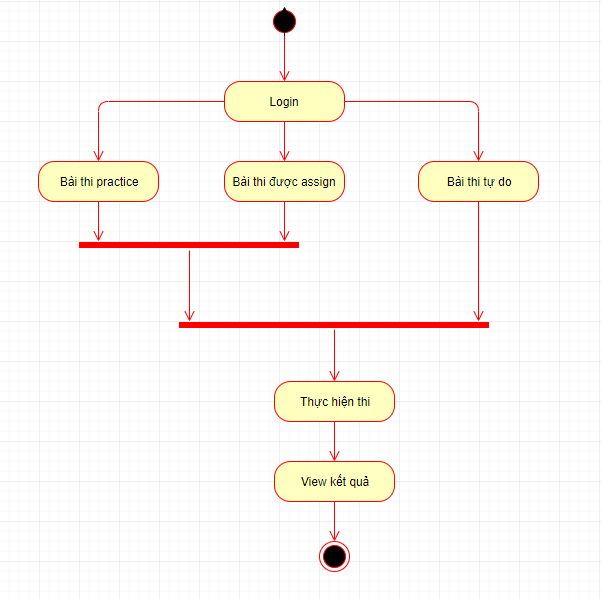 Login
Bài thi practice
Bài thi được assign
Bài thi tự do
Thực hiện thi
View kết quả